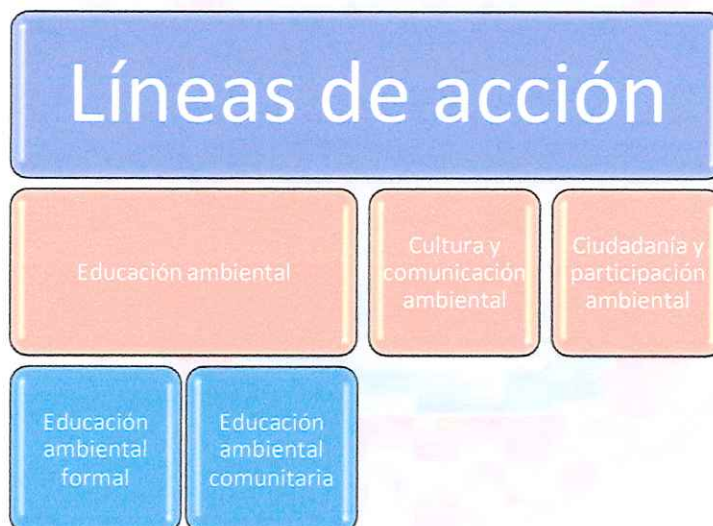 Líneas de acción
Educación ambiental
Cultura y
comunicación
ambiental
Ciudadanía y
participación
ambiental
Educación
ambiental
formal
Educación
ambiental
comunitaria